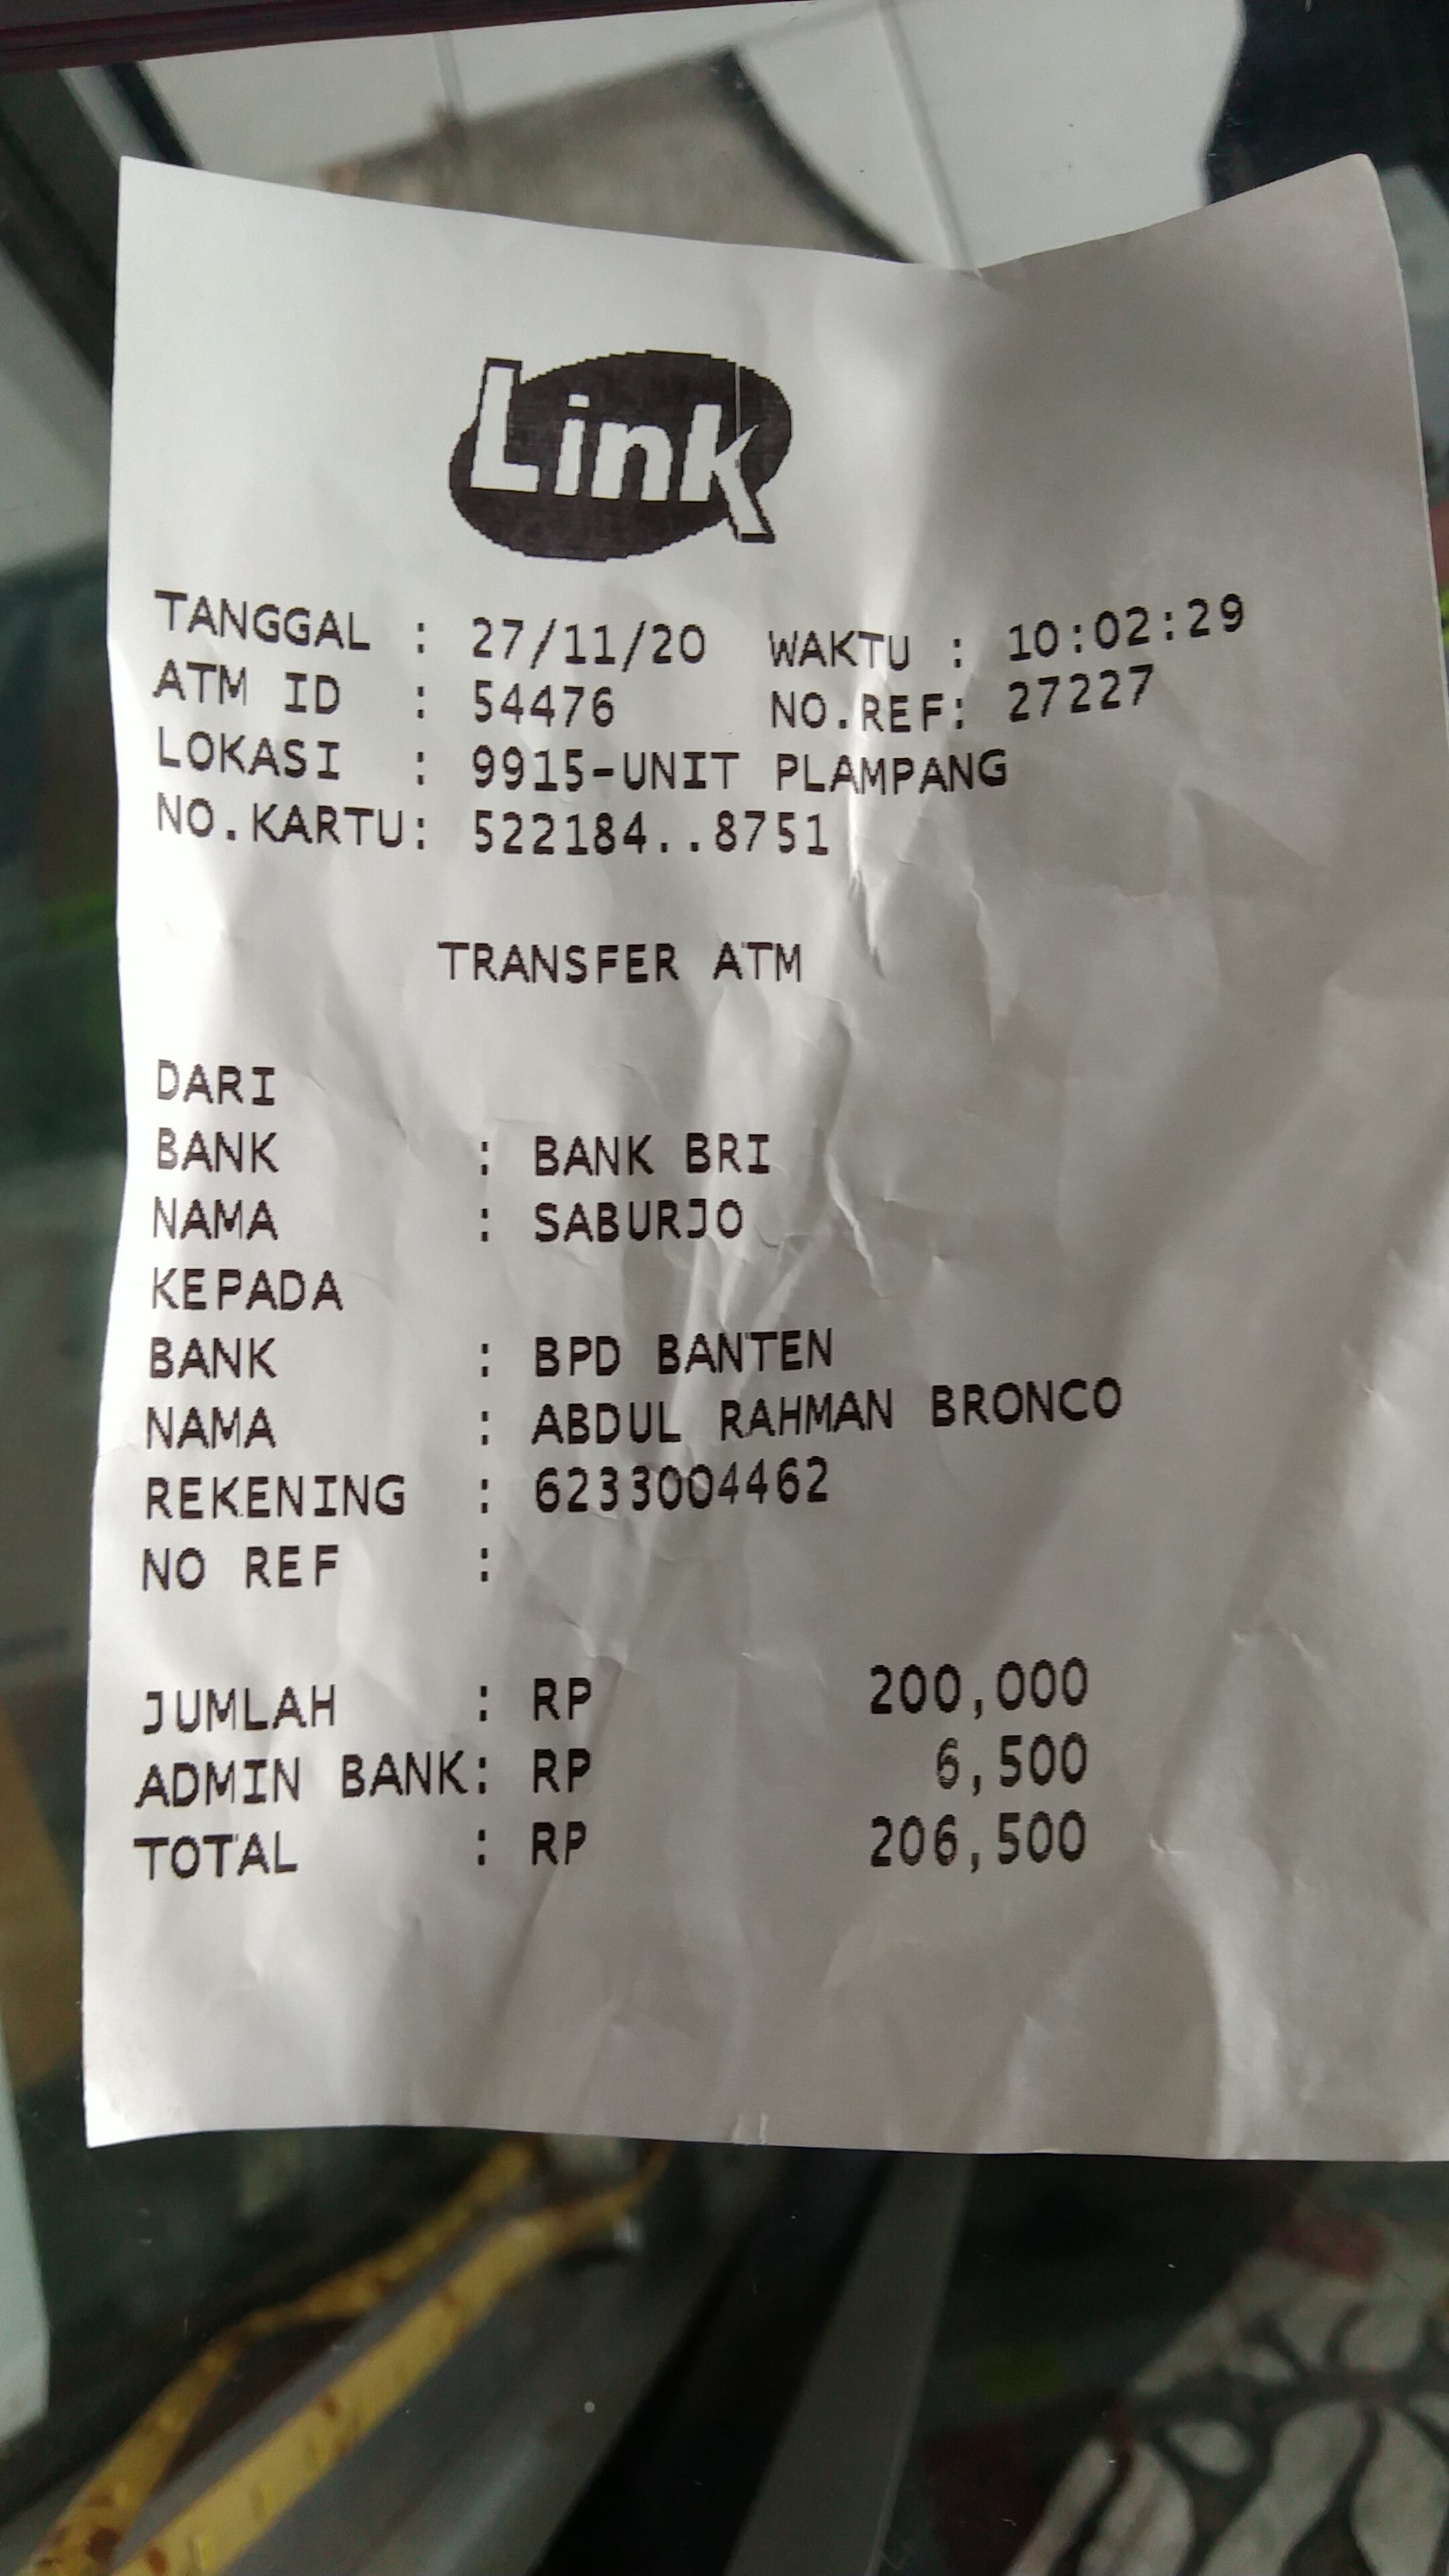 Link
TANGGAL : 27/11/20 WAKTU : 10:02:29
ATM ID : 54476 NO.REF: 27227
LOKASI : 9915-UNIT PLAMPANG
NO.KARTU: 522184..8751
TRANSFER ATM
DARI
BANK : BANK BRI
NAMA : SABURJO
KEPADA
BANK : BPD BANTEN
NAMA : ABDUL RAHMAN BRONCO
REKENING : 6233004462
NO REF :
JUMLAH : RP 200,000
ADMIN BANK: RP 6,500
TOTAL : RP 206,500